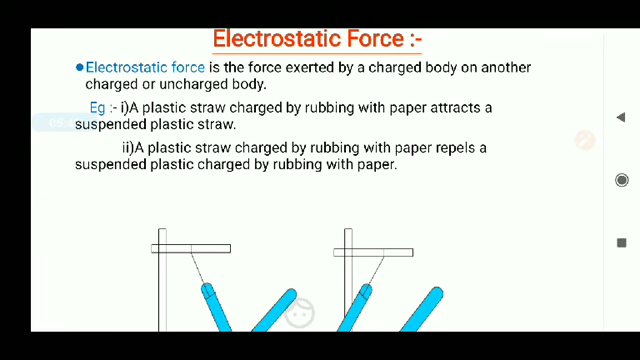 Electrostatic Force :-
•Electrostatic force is the force exerted by a charged body on another
charged or uncharged body.
Eg :- i)A plastic straw charged by rubbing with paper attracts a
suspended plastic straw.
ii)A plastic straw charged by rubbing with paper repels a
suspended plastic charged by rubbing with paper.